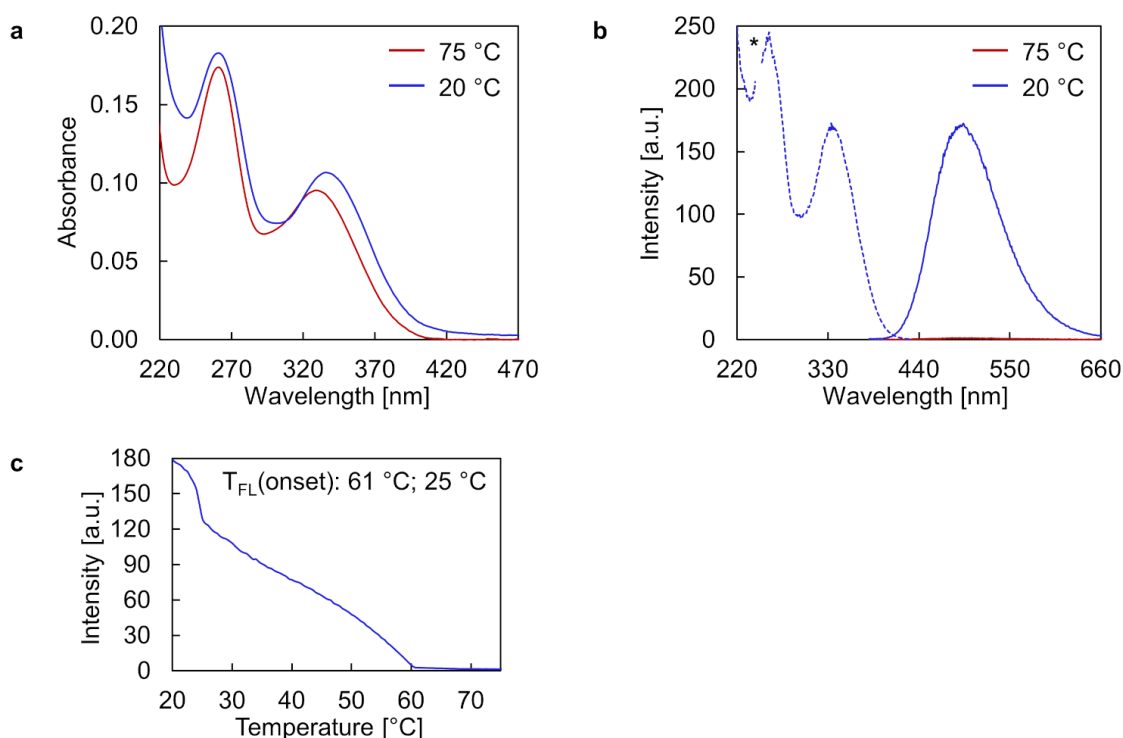 a
0.20
0.15
0.10
0.05
0.00
Absorbance
75 °C
20 °C
220 270 320 370 420 470
Wavelength [nm]
b
250
200
150
100
50
0
Intensity [a.u.]
*
75 °C
20 °C
220 330 440 550 660
Wavelength [nm]
c
180
150
120
90
60
30
0
Intensity [a.u.]
T_FL(onset): 61 °C; 25 °C
20 30 40 50 60 70
Temperature [°C]